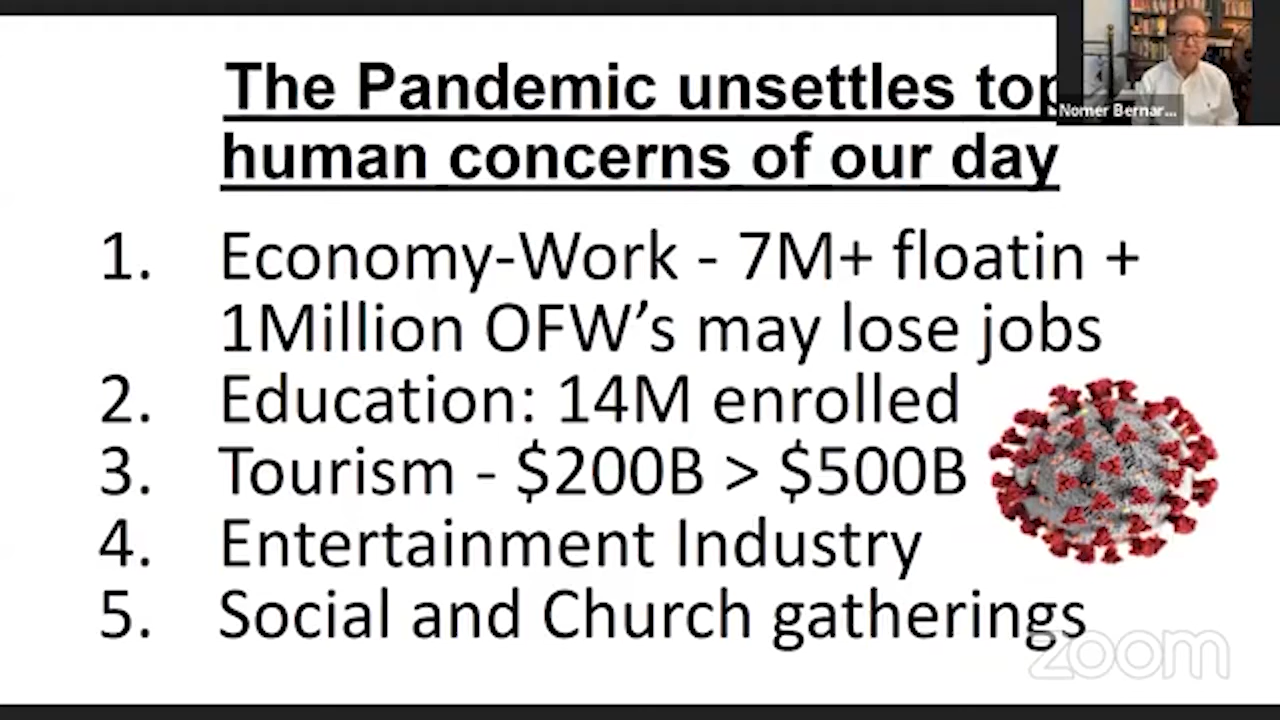 The Pandemic unsettles top
human concerns of our day
Nomer Bernar...
1. Economy-Work - 7M+ floatin +
1Million OFW’s may lose jobs
2. Education: 14M enrolled
3. Tourism - $200B > $500B
4. Entertainment Industry
5. Social and Church gatherings
zoom